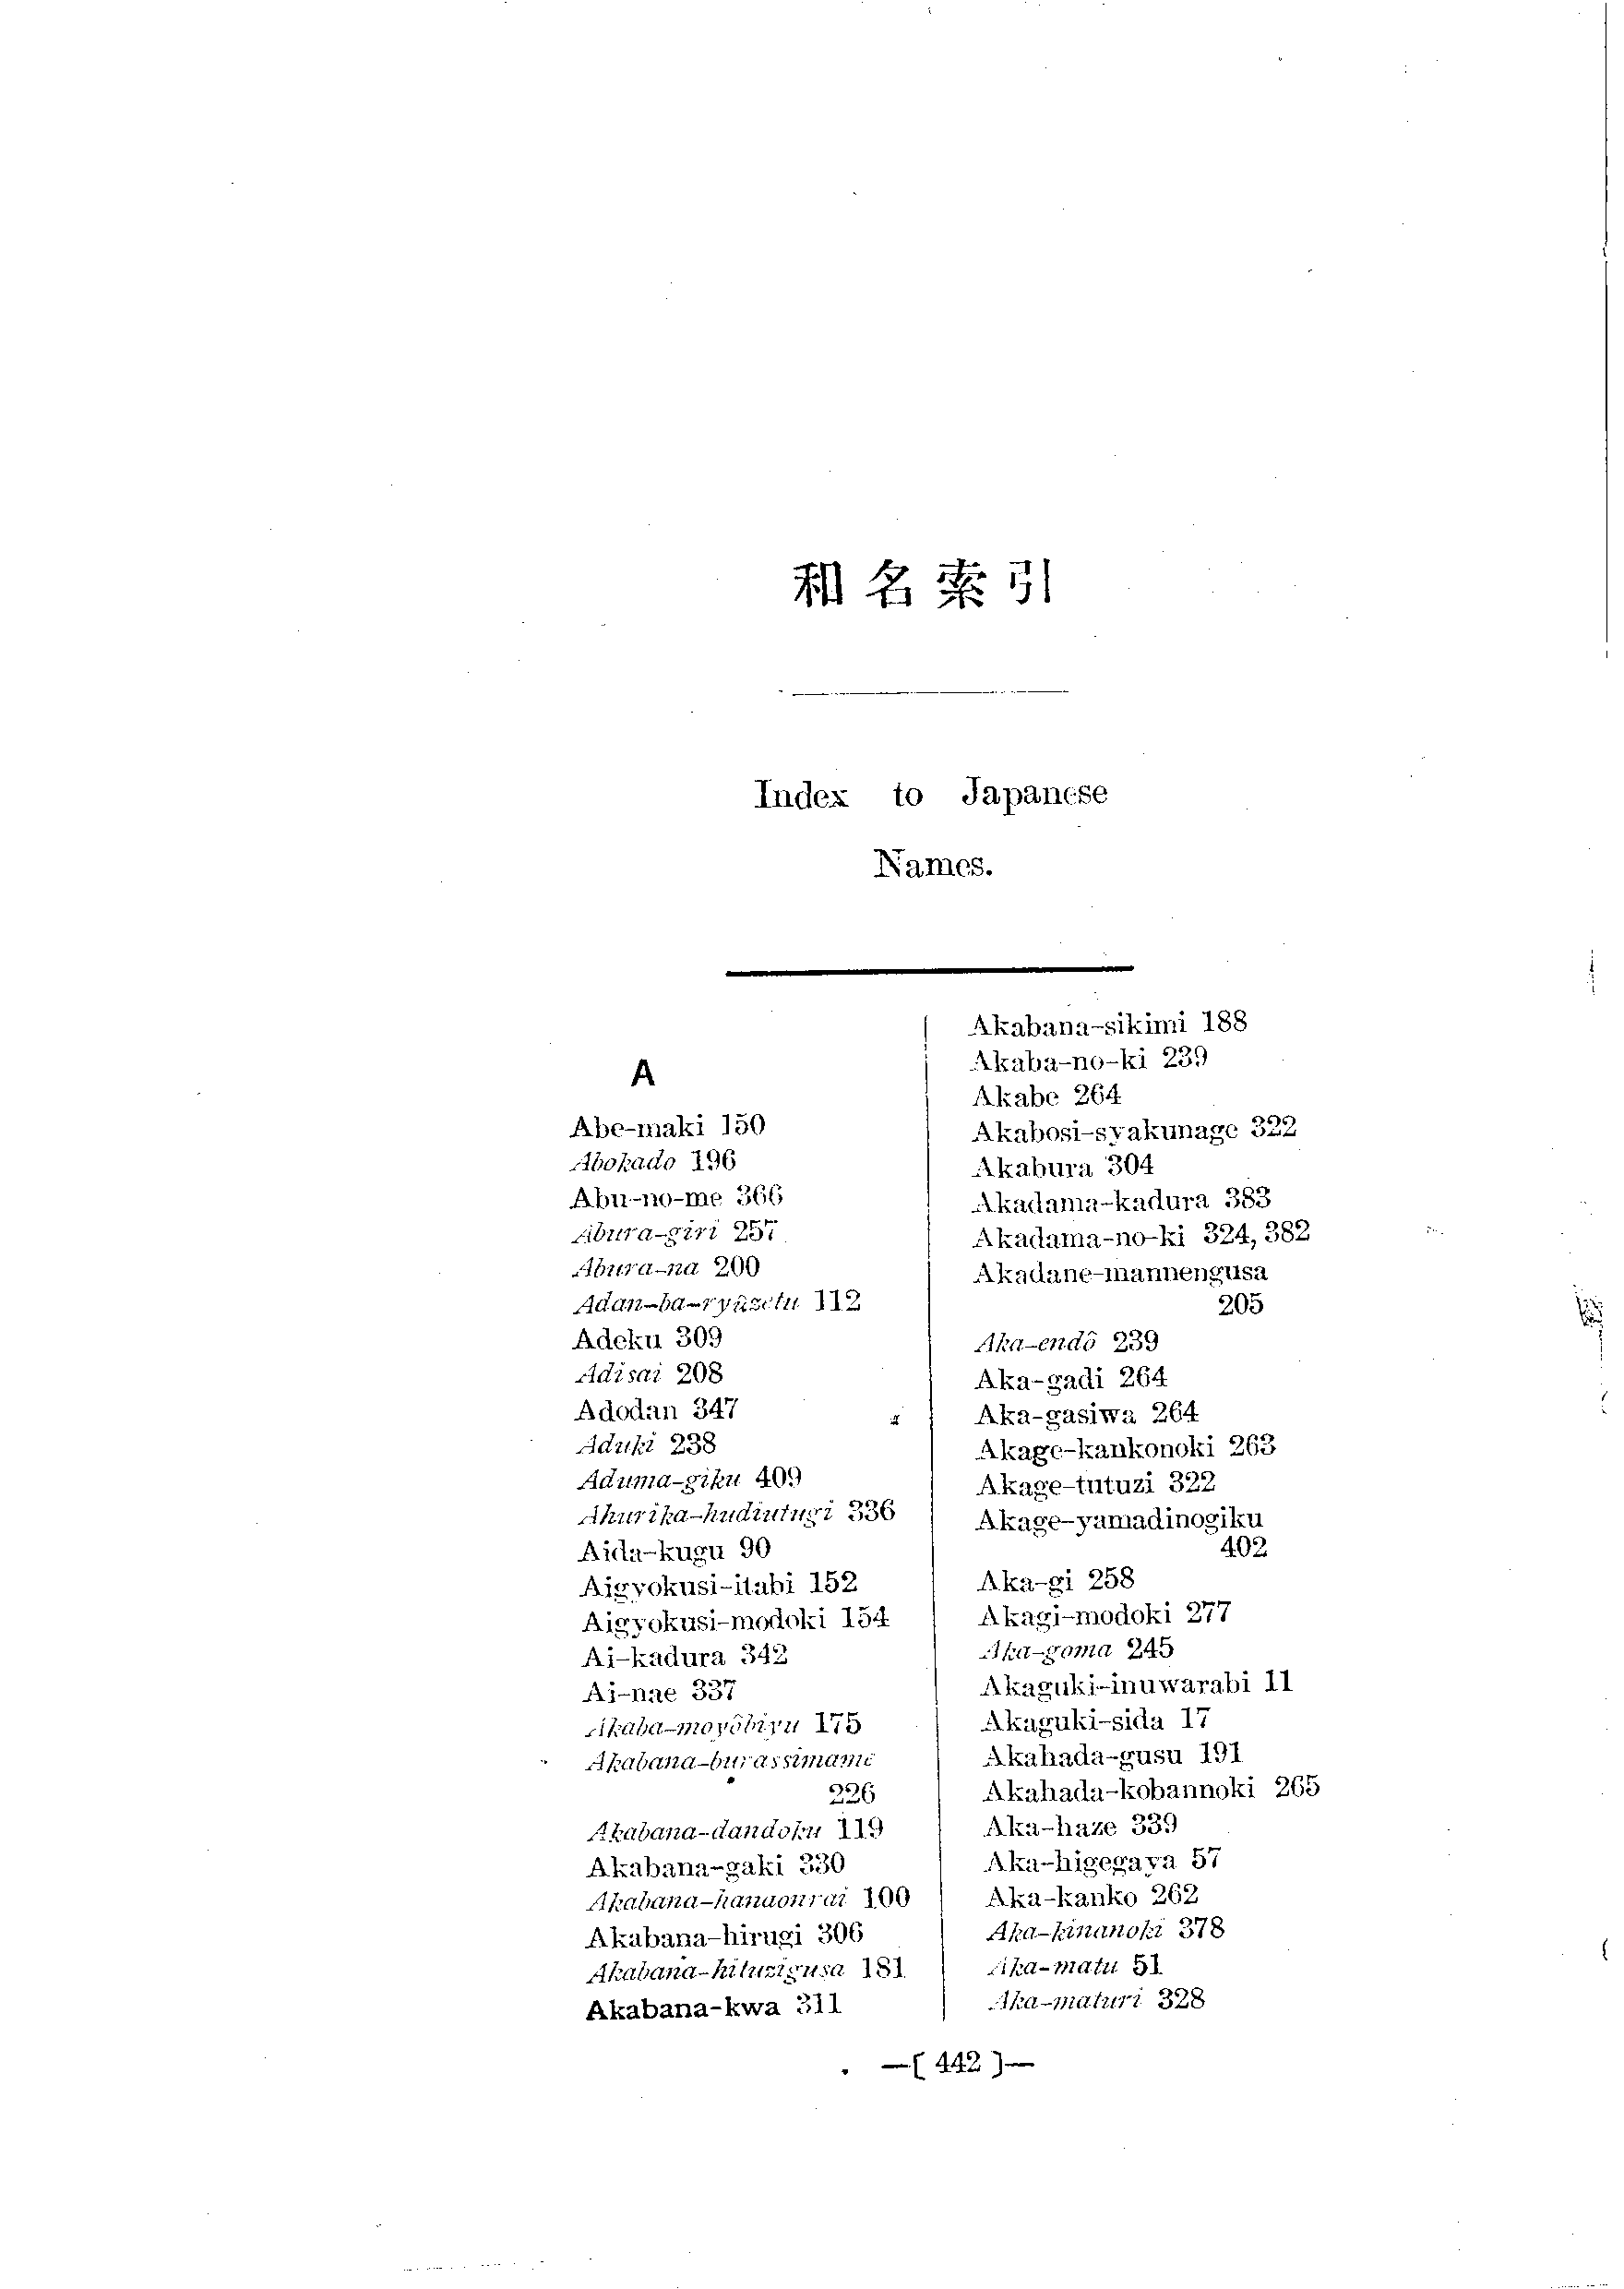 和名索引
Index to Japanese
Names.
A
Abe-maki 150
Abokado 196
Abu-no-me 366
Abura-giri 257
Abura-na 200
Adan-ba-ryûzetu 112
Adeku 309
Adisai 208
Adodan 347
Aduki 238
Aduma-giku 409
Ahurika-hudiutugi 336
Aida-kugu 90
Aigyokusi-itabi 152
Aigyokusi-modoki 154
Ai-kadura 342
Ai-nae 337
Akaba-moyôbiyu 175
Akabana-burassimame
226
Akabana-dandoku 119
Akabana-gaki 330
Akabana-hanaonrai 100
Akabana-hirugi 306
Akabana-hituzigusa 181
Akabana-kwa 311
Akabana-sikimi 188
Akaba-no-ki 239
Akabe 264
Akabosi-syakunage 322
Akabura 304
Akadama-kadura 383
Akadama-no-ki 324, 382
Akadane-mannengusa
205
Aka-endô 239
Aka-gadi 264
Aka-gasiwa 264
Akage-kankonoki 263
Akage-tutuzi 322
Akage-yamadinogiku
402
Aka-gi 258
Akagi-modoki 277
Aka-goma 245
Akaguki-inuwarabi 11
Akaguki-sida 17
Akahada-gusu 191
Akahada-kobannoki 265
Aka-haze 339
Aka-higegaya 57
Aka-kanko 262
Aka-kinanoki 378
Aka-matu 51
Aka-maturi 328
—( 442 )—